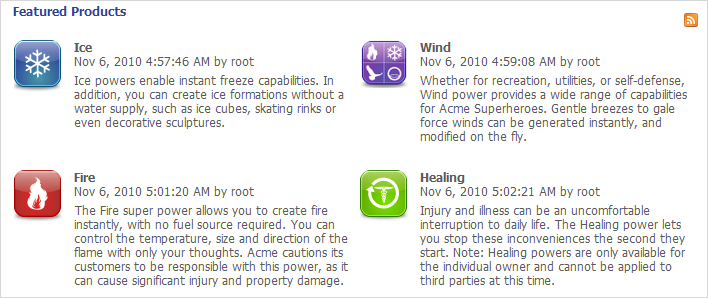 Featured Products
Ice
Nov 6, 2010 4:57:46 AM by root
Ice powers enable instant freeze capabilities. In
addition, you can create ice formations without a
water supply, such as ice cubes, skating rinks or
even decorative sculptures.
Wind
Nov 6, 2010 4:59:08 AM by root
Whether for recreation, utilities, or self-defense,
Wind power provides a wide range of capabilities
for Acme Superheroes. Gentle breezes to gale
force winds can be generated instantly, and
modified on the fly.
Fire
Nov 6, 2010 5:01:20 AM by root
The Fire super power allows you to create fire
instantly, with no fuel source required. You can
control the temperature, size and direction of the
flame with only your thoughts. Acme cautions its
customers to be responsible with this power, as it
can cause significant injury and property damage.
Healing
Nov 6, 2010 5:02:21 AM by root
Injury and illness can be an uncomfortable
interruption to daily life. The Healing power lets
you stop these inconveniences the second they
start. Note: Healing powers are only available for
the individual owner and cannot be applied to
third parties at this time.